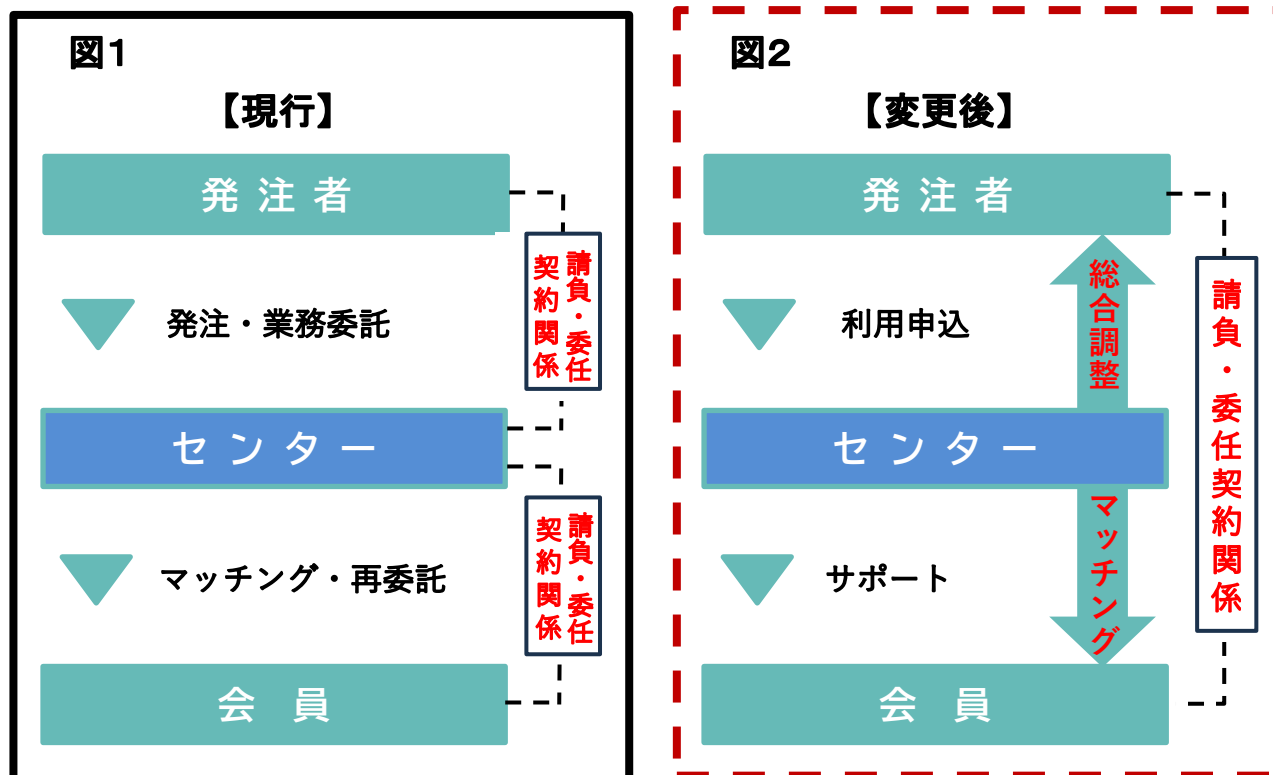 図1
【現行】
発注者
請負・委任
契約関係
発注・業務委託
センター
請負・委任
契約関係
マッチング・再委託
会員
図2
【変更後】
発注者
総合調整
利用申込
請負・委任契約関係
センター
マッチング
サポート
会員